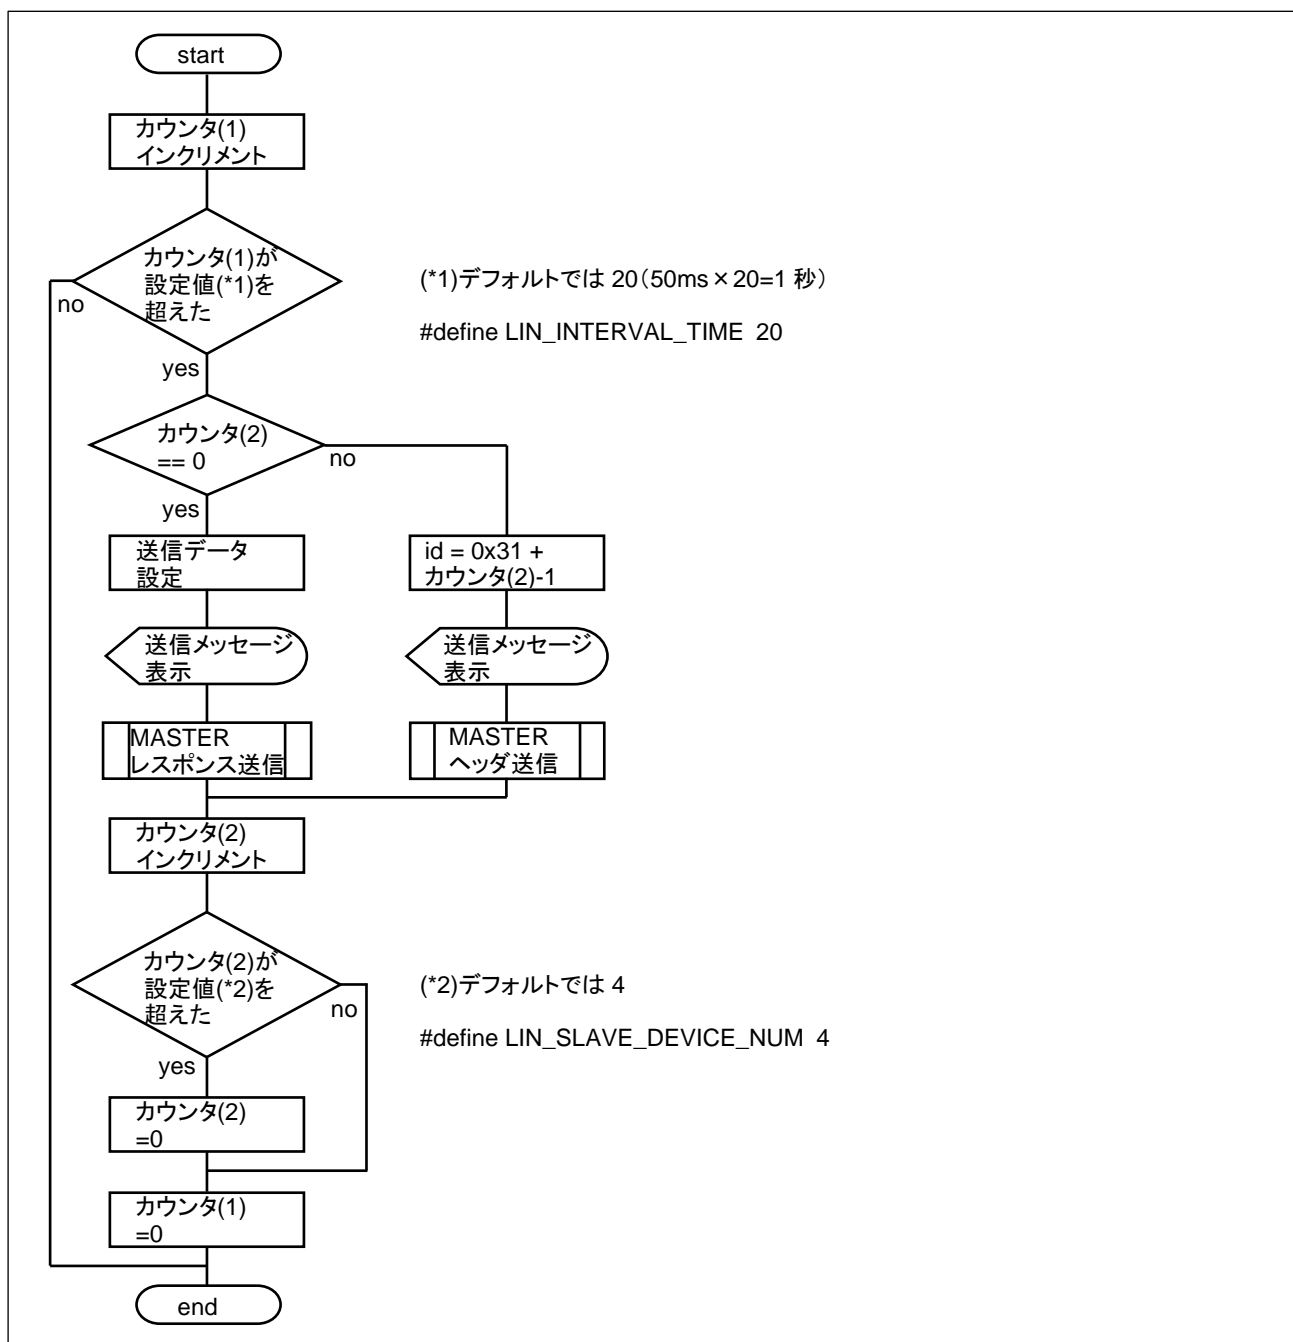 start
カウンタ(1)
インクリメント
カウンタ(1)が
設定値(*1)を
超えた
no
yes
(*1)デフォルトでは 20(50ms×20=1 秒)
#define LIN_INTERVAL_TIME 20
カウンタ(2)
== 0
no
yes
送信データ
設定
id = 0x31 +
カウンタ(2)-1
送信メッセージ
表示
送信メッセージ
表示
MASTER
レスポンス送信
MASTER
ヘッダ送信
カウンタ(2)
インクリメント
カウンタ(2)が
設定値(*2)を
超えた
no
yes
(*2)デフォルトでは 4
#define LIN_SLAVE_DEVICE_NUM 4
カウンタ(2)
=0
カウンタ(1)
=0
end